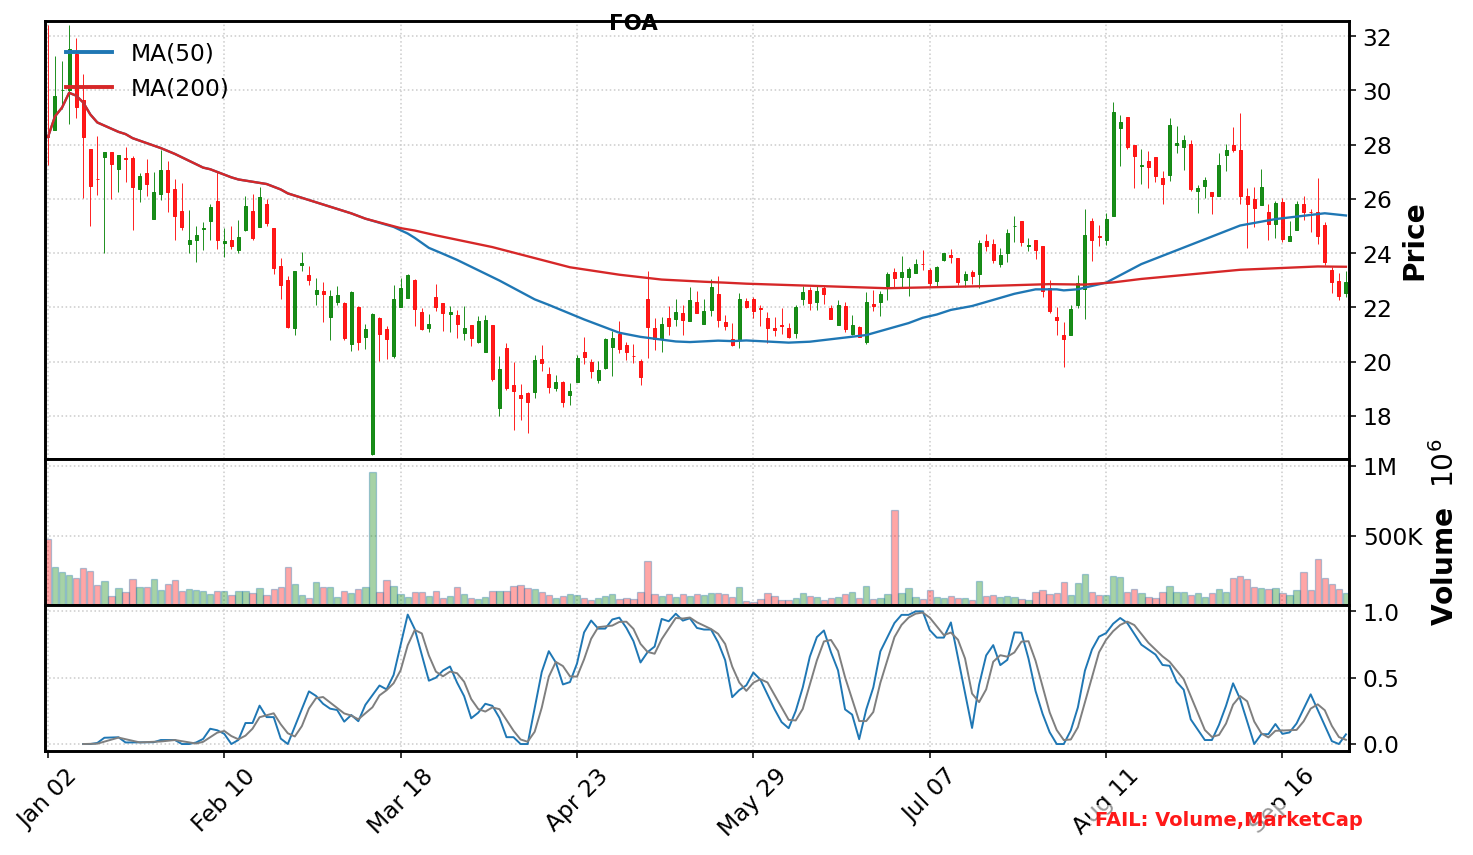 FOA
MA(50)
MA(200)
32
30
28
26
24
22
20
18
Price
1M
500K
Volume 10^6
1.0
0.5
0.0
Jan 02
Feb 10
Mar 18
Apr 23
May 29
Jul 07
Aug 11
Sep 16
FAIL: Volume,MarketCap